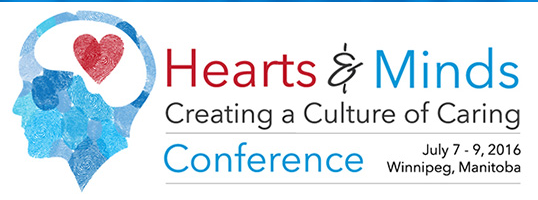 Hearts & Minds
Creating a Culture of Caring
Conference
July 7 - 9, 2016
Winnipeg, Manitoba